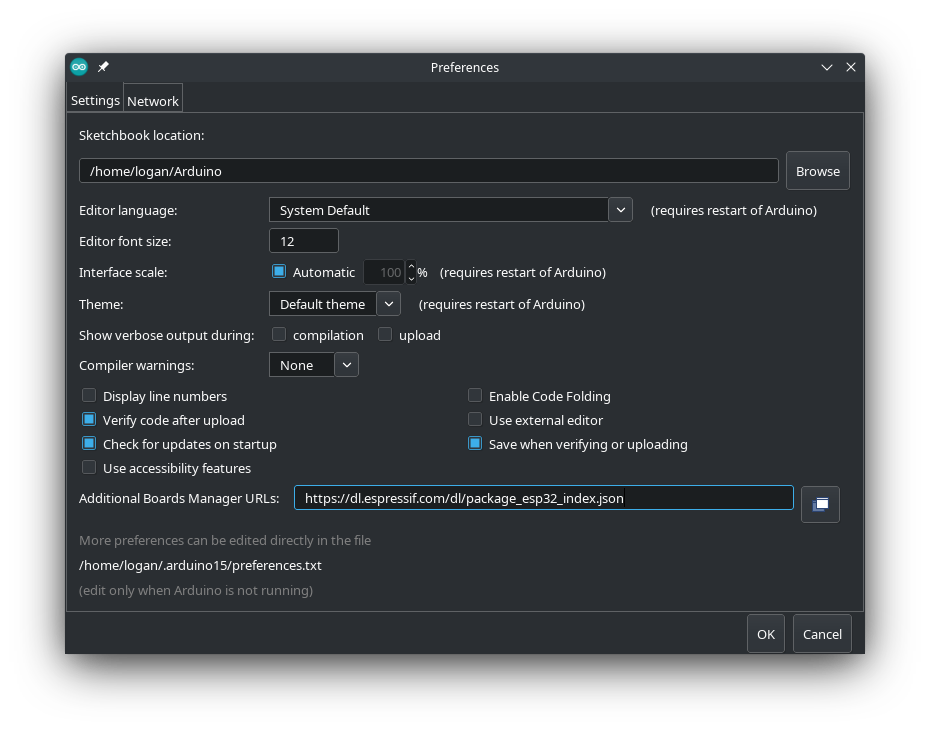 Preferences
Settings Network
Sketchbook location:
/home/logan/Arduino Browse
Editor language: System Default (requires restart of Arduino)
Editor font size: 12
Interface scale: Automatic 100 % (requires restart of Arduino)
Theme: Default theme (requires restart of Arduino)
Show verbose output during: compilation upload
Compiler warnings: None
Display line numbers Enable Code Folding
Verify code after upload Use external editor
Check for updates on startup Save when verifying or uploading
Use accessibility features
Additional Boards Manager URLs: https://dl.espressif.com/dl/package_esp32_index.json
More preferences can be edited directly in the file
/home/logan/.arduino15/preferences.txt
(edit only when Arduino is not running)
OK Cancel